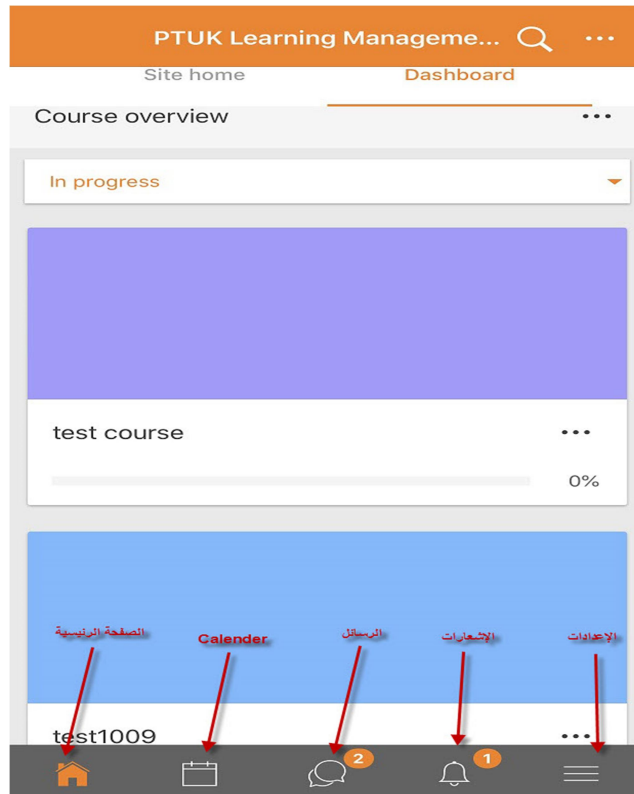 PTUK Learning Manageme...
Site home
Dashboard
Course overview
In progress
test course
0%
الصفحة الرئيسية
Calender
الرسائل
الإشعارات
الإعدادات
test1009
2
1